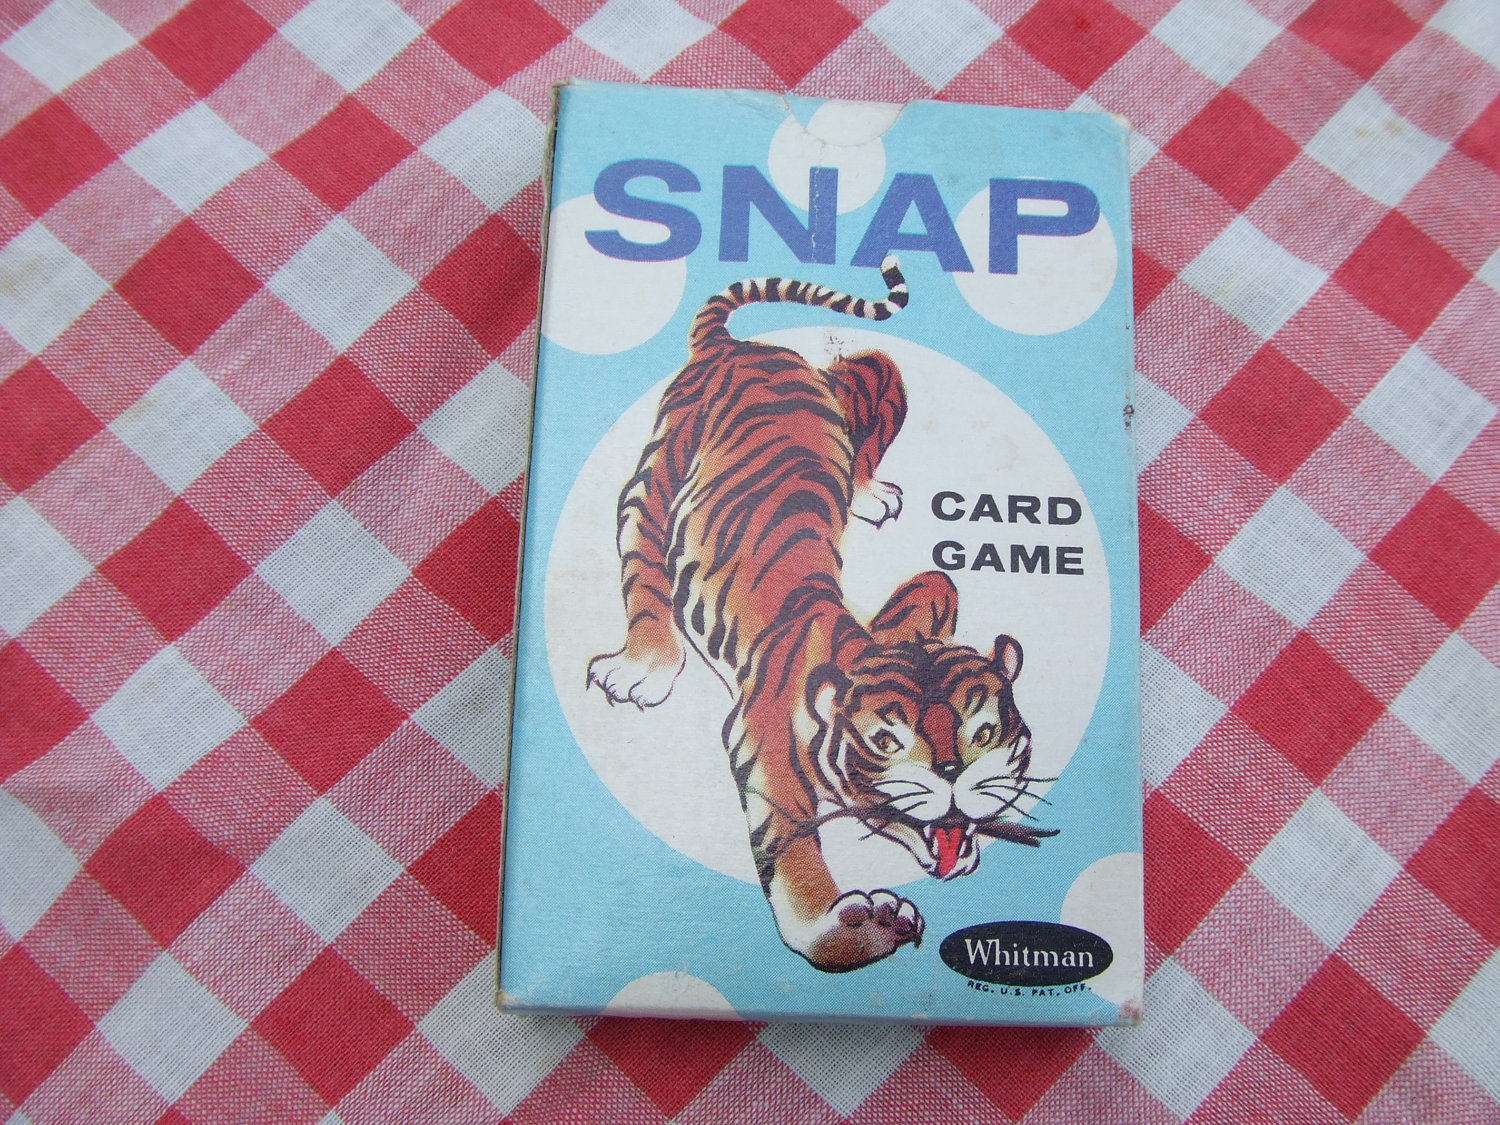 SNAP
CARD
GAME
Whitman
REG. U.S. PAT. OFF.